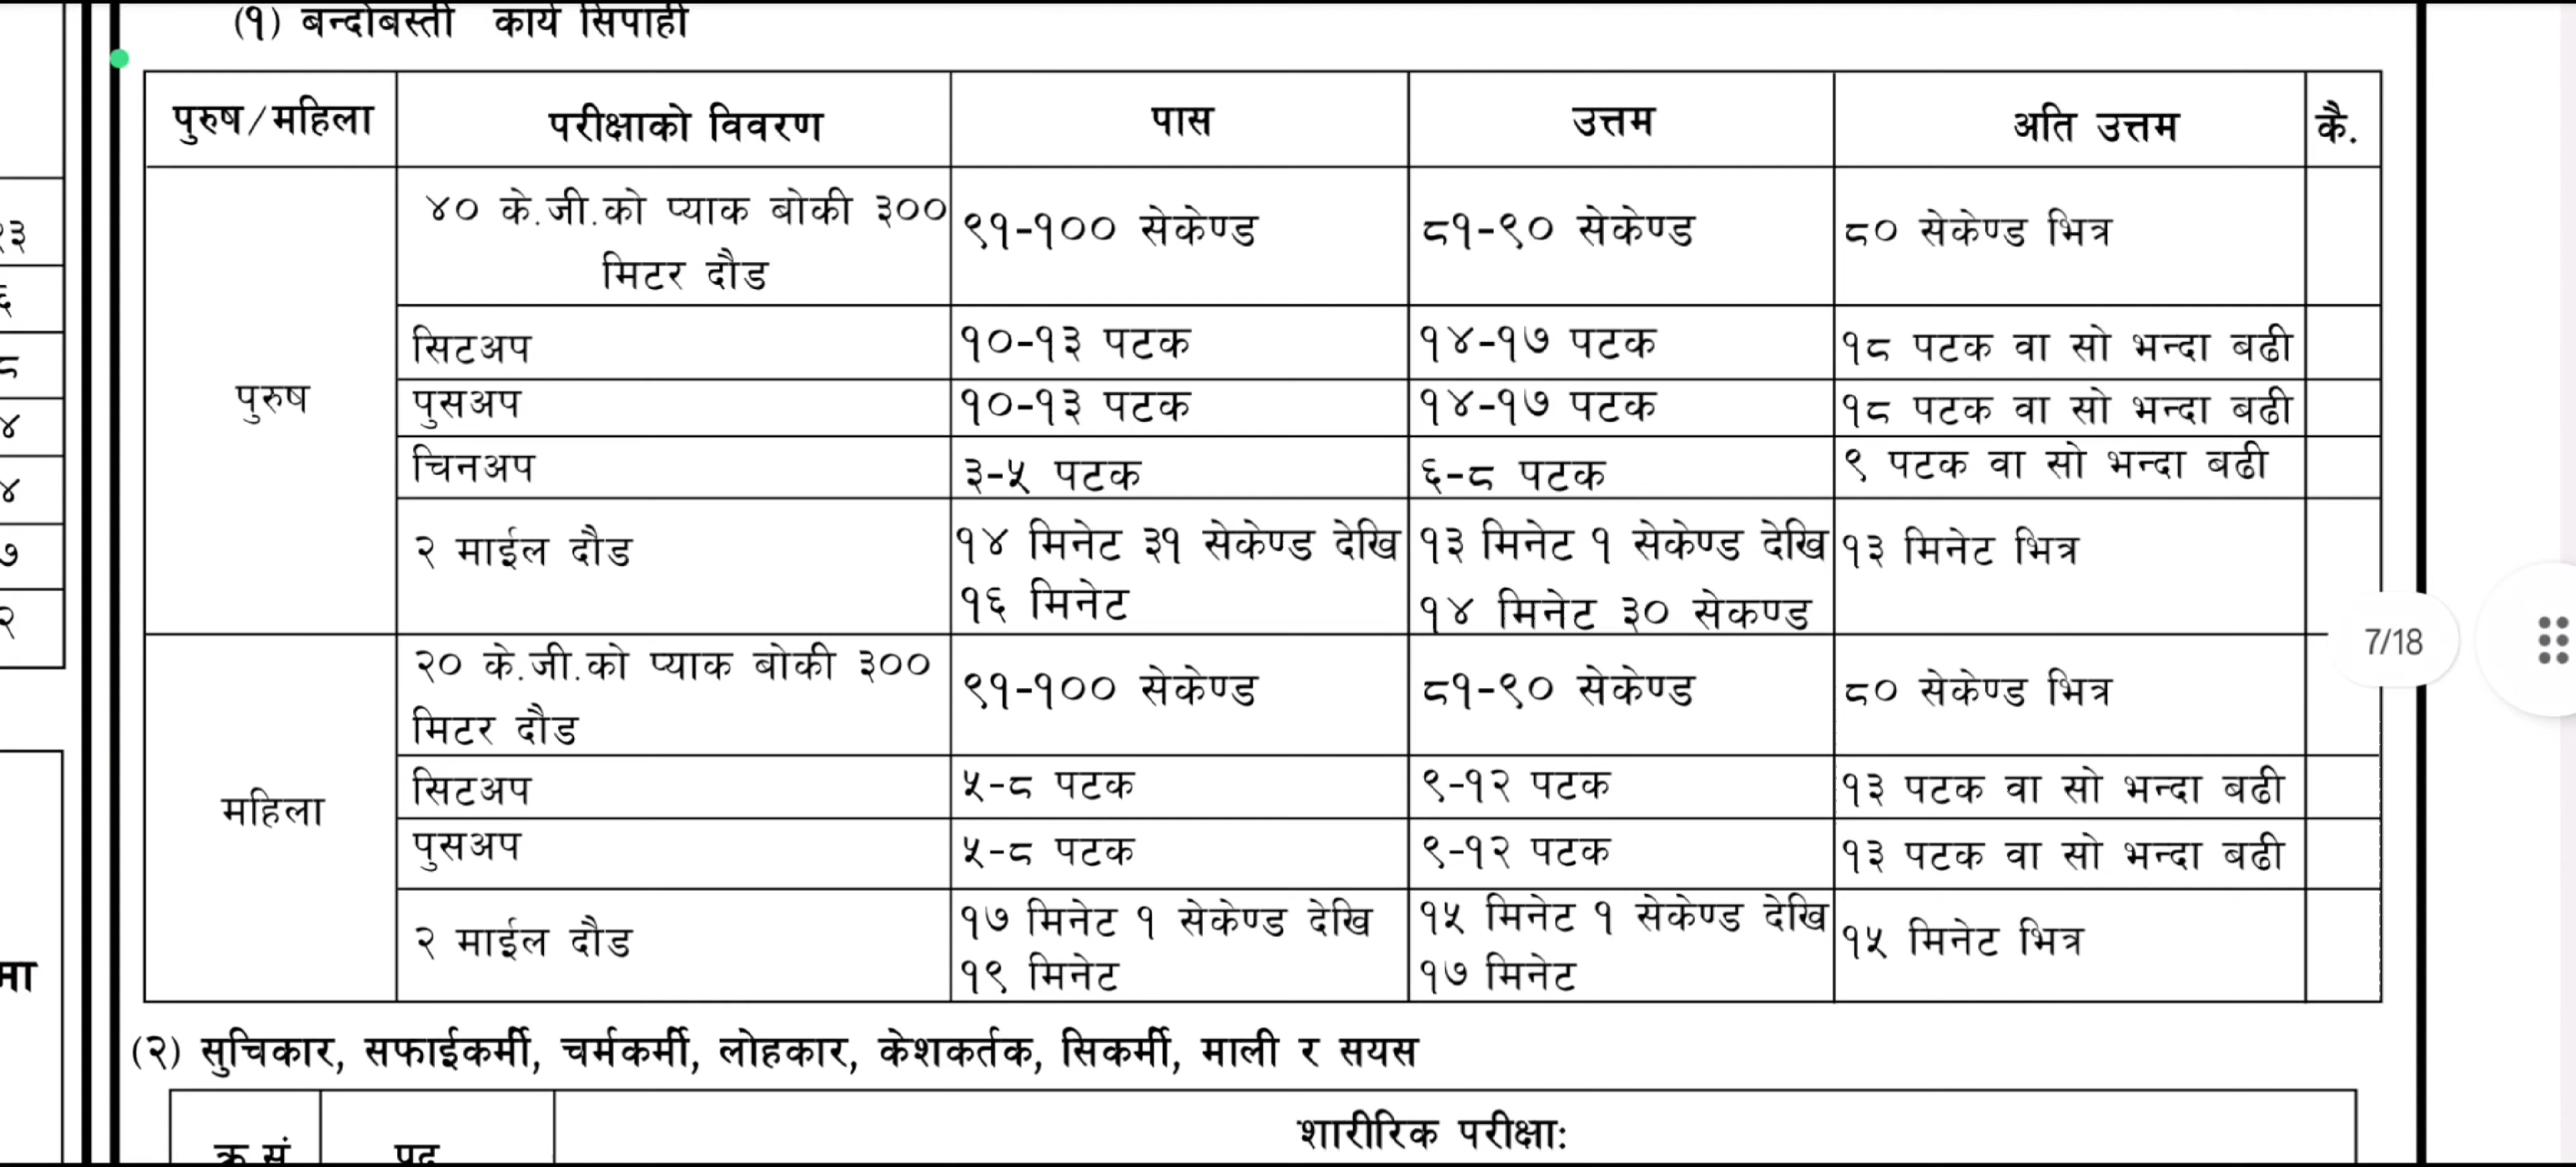 (१) बन्दोबस्ती कार्य सिपाही
पुरुष/महिला परीक्षाको विवरण पास उत्तम अति उत्तम कै.
पुरुष
४० के.जी.को प्याक बोकी ३००
मिटर दौड
९१-१०० सेकेण्ड ८१-९० सेकेण्ड ८० सेकेण्ड भित्र
सिटअप १०-१३ पटक १४-१७ पटक १८ पटक वा सो भन्दा बढी
पुसअप १०-१३ पटक १४-१७ पटक १८ पटक वा सो भन्दा बढी
चिनअप ३-५ पटक ६-८ पटक ९ पटक वा सो भन्दा बढी
२ माईल दौड
१४ मिनेट ३१ सेकेण्ड देखि
१६ मिनेट
१३ मिनेट १ सेकेण्ड देखि
१४ मिनेट ३० सेकण्ड
१३ मिनेट भित्र
महिला
२० के.जी.को प्याक बोकी ३००
मिटर दौड
९१-१०० सेकेण्ड ८१-९० सेकेण्ड ८० सेकेण्ड भित्र
सिटअप ५-८ पटक ९-१२ पटक १३ पटक वा सो भन्दा बढी
पुसअप ५-८ पटक ९-१२ पटक १३ पटक वा सो भन्दा बढी
२ माईल दौड
१७ मिनेट १ सेकेण्ड देखि
१९ मिनेट
१५ मिनेट १ सेकेण्ड देखि
१७ मिनेट
१५ मिनेट भित्र
7/18
(२) सुचिकार, सफाईकर्मी, चर्मकर्मी, लोहकार, केशकर्तक, सिकर्मी, माली र सयस
शारीरिक परीक्षा:
क्र सं पद